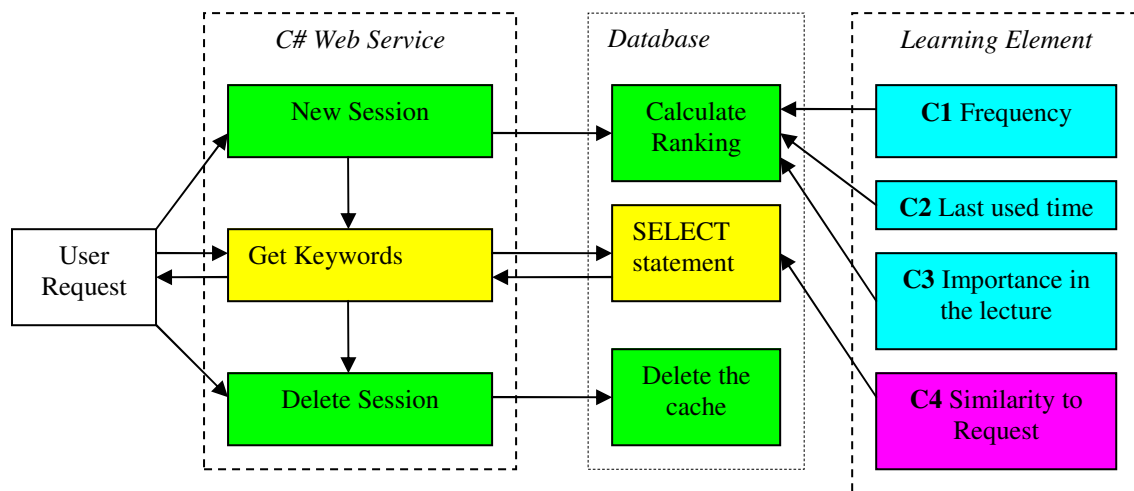 C# Web Service
Database
Learning Element
New Session
Calculate
Ranking
C1 Frequency
C2 Last used time
User
Request
Get Keywords
SELECT
statement
C3 Importance in
the lecture
Delete Session
Delete the
cache
C4 Similarity to
Request